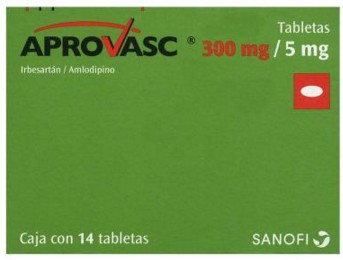 Tabletas
APROVASC ® 300 mg / 5 mg
Irbesartán / Amlodipino
Caja con 14 tabletas
SANOFI